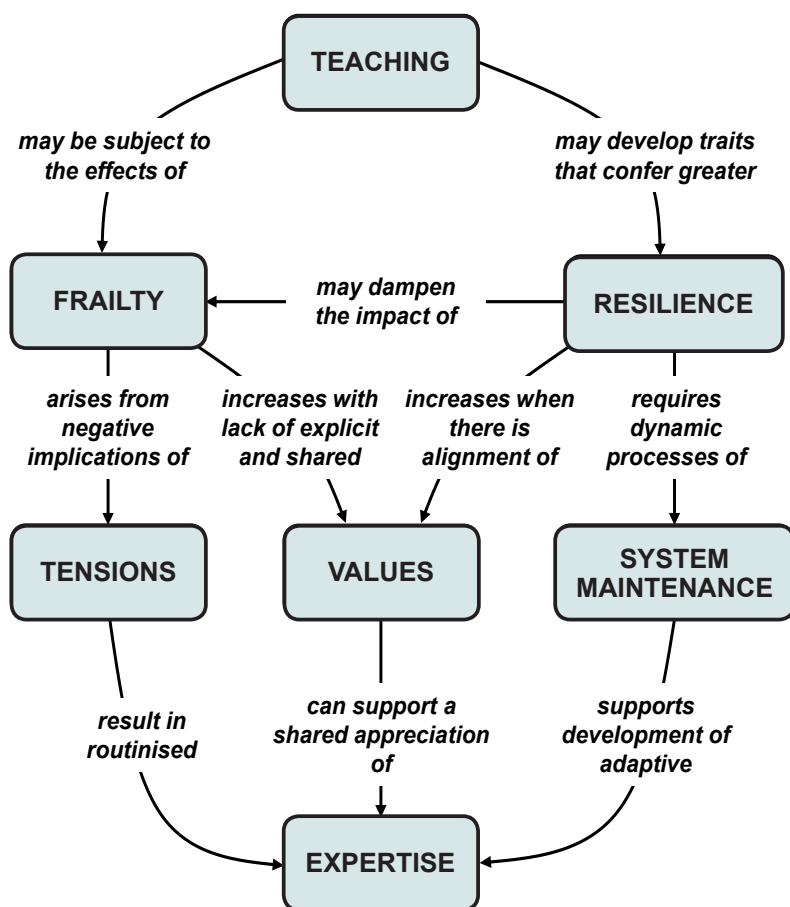 TEACHING
may be subject to
the effects of
may develop traits
that confer greater
FRAILTY
may dampen
the impact of
RESILIENCE
arises from
negative
implications of
increases with
lack of explicit
and shared
increases when
there is
alignment of
requires
dynamic
processes of
TENSIONS
VALUES
SYSTEM
MAINTENANCE
result in
routinised
can support a
shared appreciation
of
supports
development of
adaptive
EXPERTISE